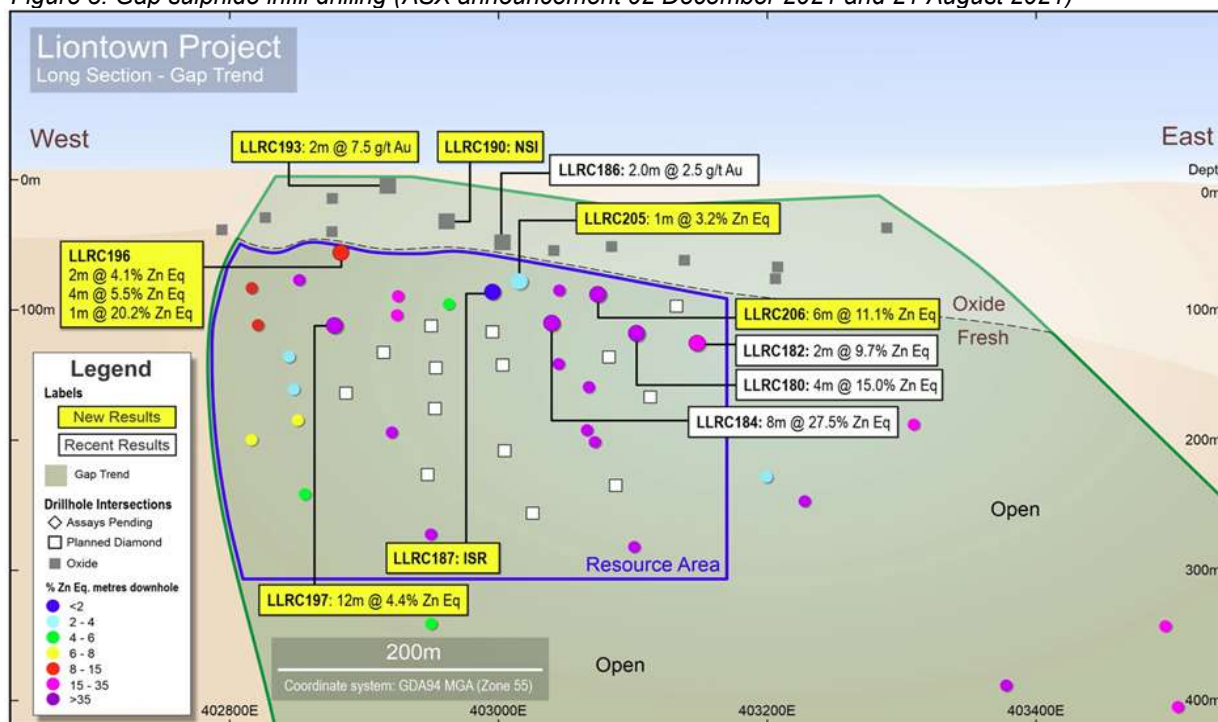 Figure 3. Gap sulphide infill drilling (ASX announcement 02 December 2021 and 21 August 2021)
Liontown Project
Long Section - Gap Trend
West
East
LLRC193: 2m @ 7.5 g/t Au
LLRC190: NSI
LLRC186: 2.0m @ 2.5 g/t Au
LLRC205: 1m @ 3.2% Zn Eq
0m
Dept
0m
LLRC196
2m @ 4.1% Zn Eq
4m @ 5.5% Zn Eq
1m @ 20.2% Zn Eq
100m
100m
Oxide
Fresh
LLRC206: 6m @ 11.1% Zn Eq
LLRC182: 2m @ 9.7% Zn Eq
LLRC180: 4m @ 15.0% Zn Eq
LLRC184: 8m @ 27.5% Zn Eq
200m
Open
LLRC187: ISR
Resource Area
LLRC197: 12m @ 4.4% Zn Eq
300m
Legend
Labels
New Results
Recent Results
Gap Trend
Drillhole Intersections
Assays Pending
Planned Diamond
Oxide
% Zn Eq. metres downhole
<2
2 - 4
4 - 6
6 - 8
8 - 15
15 - 35
>35
200m
Coordinate system: GDA94 MGA (Zone 55)
Open
402800E
403000E
403200E
403400E
400m